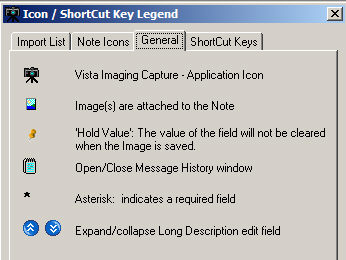 Icon / ShortCut Key Legend
Import List Note Icons General ShortCut Keys
Vista Imaging Capture - Application Icon
Image(s) are attached to the Note
'Hold Value': The value of the field will not be cleared
when the Image is saved.
Open/Close Message History window
* Asterisk: indicates a required field
Expand/collapse Long Description edit field